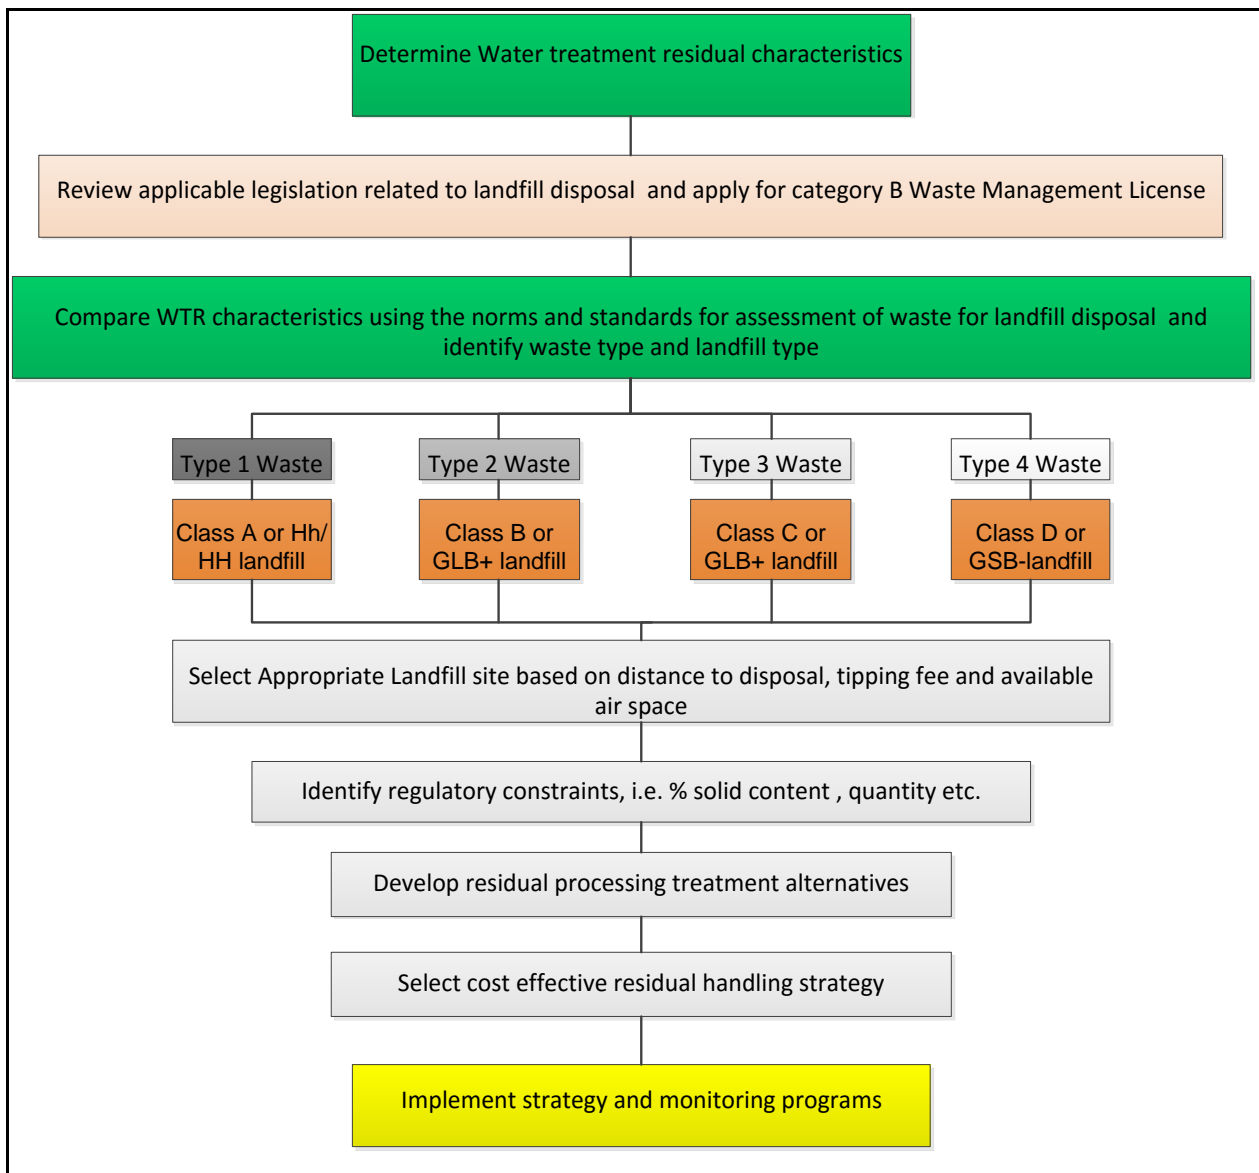 Determine Water treatment residual characteristics
Review applicable legislation related to landfill disposal and apply for category B Waste Management License
Compare WTR characteristics using the norms and standards for assessment of waste for landfill disposal and
identify waste type and landfill type
Type 1 Waste
Type 2 Waste
Type 3 Waste
Type 4 Waste
Class A or Hh/
HH landfill
Class B or
GLB+ landfill
Class C or
GLB+ landfill
Class D or
GSB-landfill
Select Appropriate Landfill site based on distance to disposal, tipping fee and available
air space
Identify regulatory constraints, i.e. % solid content , quantity etc.
Develop residual processing treatment alternatives
Select cost effective residual handling strategy
Implement strategy and monitoring programs